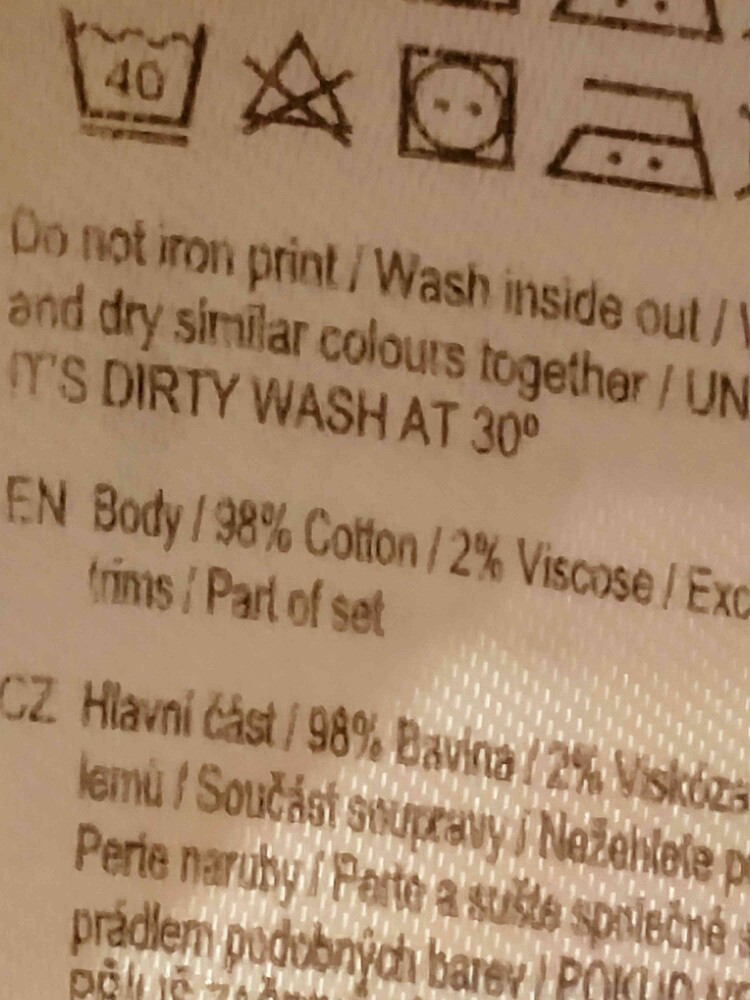 40
Do not iron print / Wash inside out /
and dry similar colours together / UN
IT'S DIRTY WASH AT 30º
EN Body / 98% Cotton / 2% Viscose / Exc
trims / Part of set
CZ Hlavní část / 98% Bavlna / 2% Viskóza
lemů / Součást soupravy / Nežehlete p
Perte naruby / Perte a sušte společně s
prádlem podobných barev / POKUD